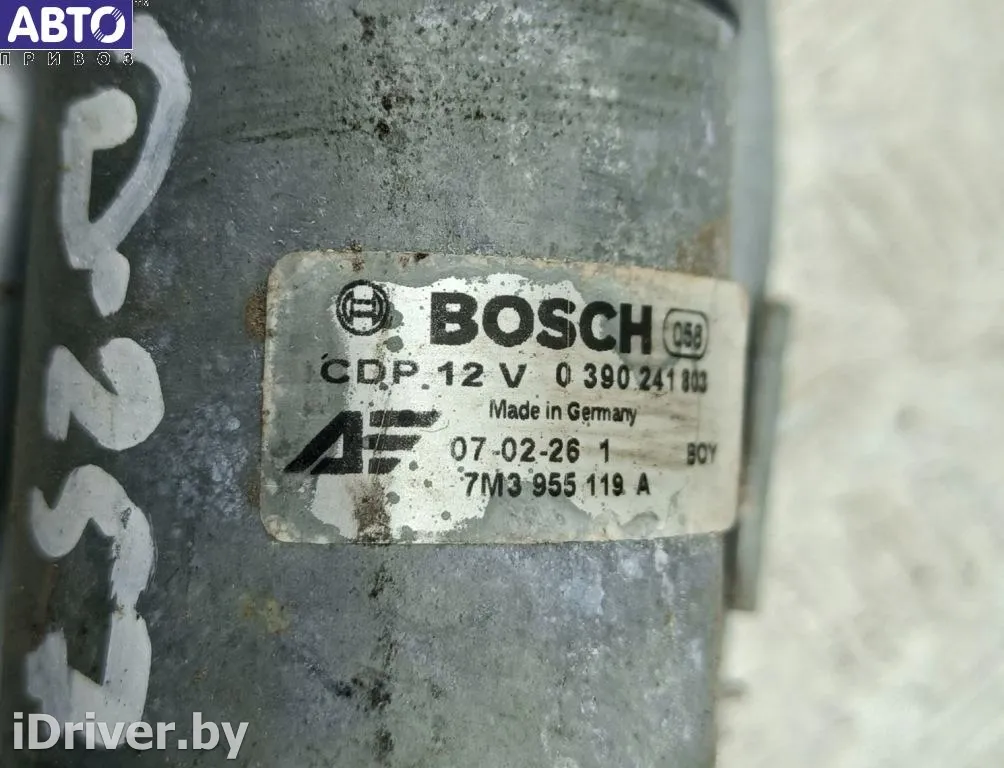 АВТО
ПРИВОЗ
BOSCH 058
CDP 12 V 0 390 241 803
Made in Germany
07-02-26 1 BOY
7M3 955 119 A
iDriver.by